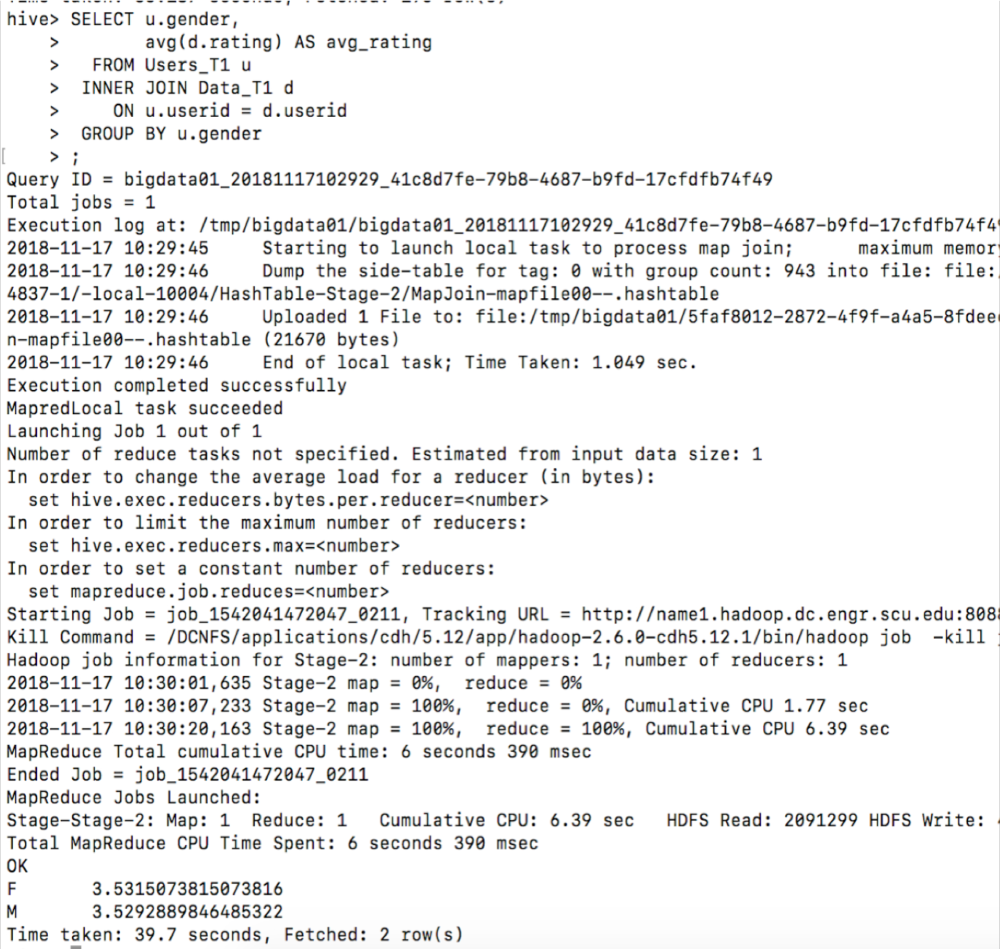 hive> SELECT u.gender,
    >        avg(d.rating) AS avg_rating
    >   FROM Users_T1 u
    >  INNER JOIN Data_T1 d
    >     ON u.userid = d.userid
    >  GROUP BY u.gender
[    > ;
Query ID = bigdata01_20181117102929_41c8d7fe-79b8-4687-b9fd-17cfdfb74f49
Total jobs = 1
Execution log at: /tmp/bigdata01/bigdata01_20181117102929_41c8d7fe-79b8-4687-b9fd-17cfdfb74f49
2018-11-17 10:29:45     Starting to launch local task to process map join;      maximum memory
2018-11-17 10:29:46     Dump the side-table for tag: 0 with group count: 943 into file: file:/
4837-1/-local-10004/HashTable-Stage-2/MapJoin-mapfile00--.hashtable
2018-11-17 10:29:46     Uploaded 1 File to: file:/tmp/bigdata01/5faf8012-2872-4f9f-a4a5-8fdee
n-mapfile00--.hashtable (21670 bytes)
2018-11-17 10:29:46     End of local task; Time Taken: 1.049 sec.
Execution completed successfully
MapredLocal task succeeded
Launching Job 1 out of 1
Number of reduce tasks not specified. Estimated from input data size: 1
In order to change the average load for a reducer (in bytes):
  set hive.exec.reducers.bytes.per.reducer=<number>
In order to limit the maximum number of reducers:
  set hive.exec.reducers.max=<number>
In order to set a constant number of reducers:
  set mapreduce.job.reduces=<number>
Starting Job = job_1542041472047_0211, Tracking URL = http://name1.hadoop.dc.engr.scu.edu:808
Kill Command = /DCNFS/applications/cdh/5.12/app/hadoop-2.6.0-cdh5.12.1/bin/hadoop job  -kill
Hadoop job information for Stage-2: number of mappers: 1; number of reducers: 1
2018-11-17 10:30:01,635 Stage-2 map = 0%,  reduce = 0%
2018-11-17 10:30:07,233 Stage-2 map = 100%,  reduce = 0%, Cumulative CPU 1.77 sec
2018-11-17 10:30:20,163 Stage-2 map = 100%,  reduce = 100%, Cumulative CPU 6.39 sec
MapReduce Total cumulative CPU time: 6 seconds 390 msec
Ended Job = job_1542041472047_0211
MapReduce Jobs Launched:
Stage-Stage-2: Map: 1  Reduce: 1   Cumulative CPU: 6.39 sec   HDFS Read: 2091299 HDFS Write:
Total MapReduce CPU Time Spent: 6 seconds 390 msec
OK
F       3.5315073815073816
M       3.5292889846485322
Time taken: 39.7 seconds, Fetched: 2 row(s)